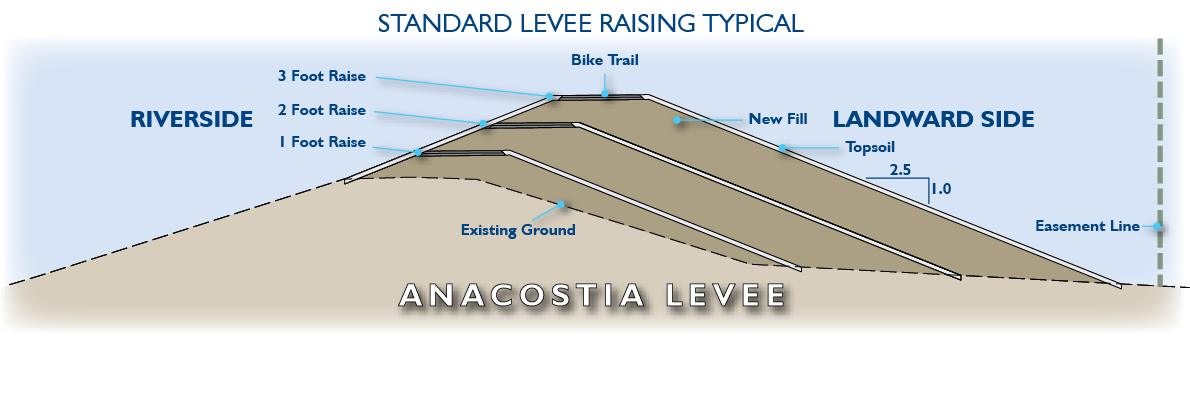 STANDARD LEVEE RAISING TYPICAL
Bike Trail
3 Foot Raise
2 Foot Raise
RIVERSIDE
New Fill
LANDWARD SIDE
1 Foot Raise
Topsoil
2.5
1.0
Existing Ground
Easement Line
ANACOSTIA LEVEE